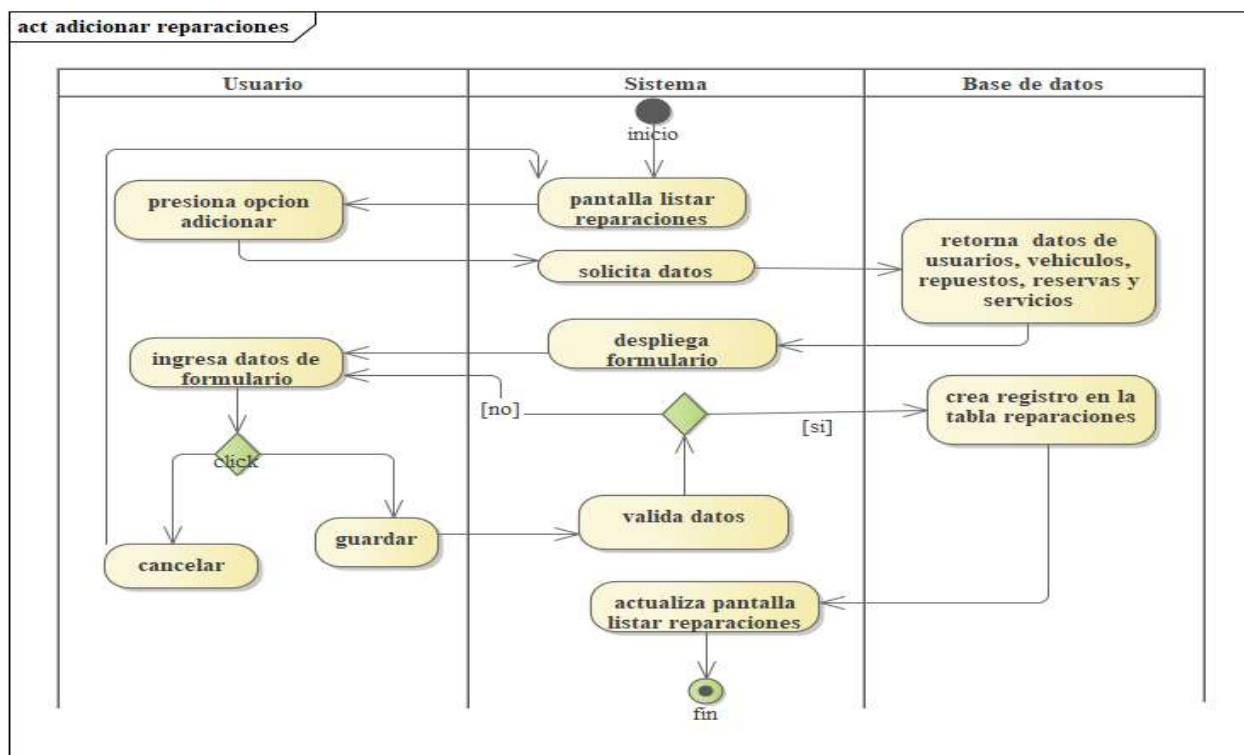 act adicionar reparaciones
Usuario
Sistema
Base de datos
inicio
presiona opcion
adicionar
pantalla listar
reparaciones
solicita datos
retorna datos de
usuarios, vehiculos,
repuestos, reservas y
servicios
ingresa datos de
formulario
despliega
formulario
[no]
[si]
crea registro en la
tabla reparaciones
click
cancelar
guardar
valida datos
actualiza pantalla
listar reparaciones
fin